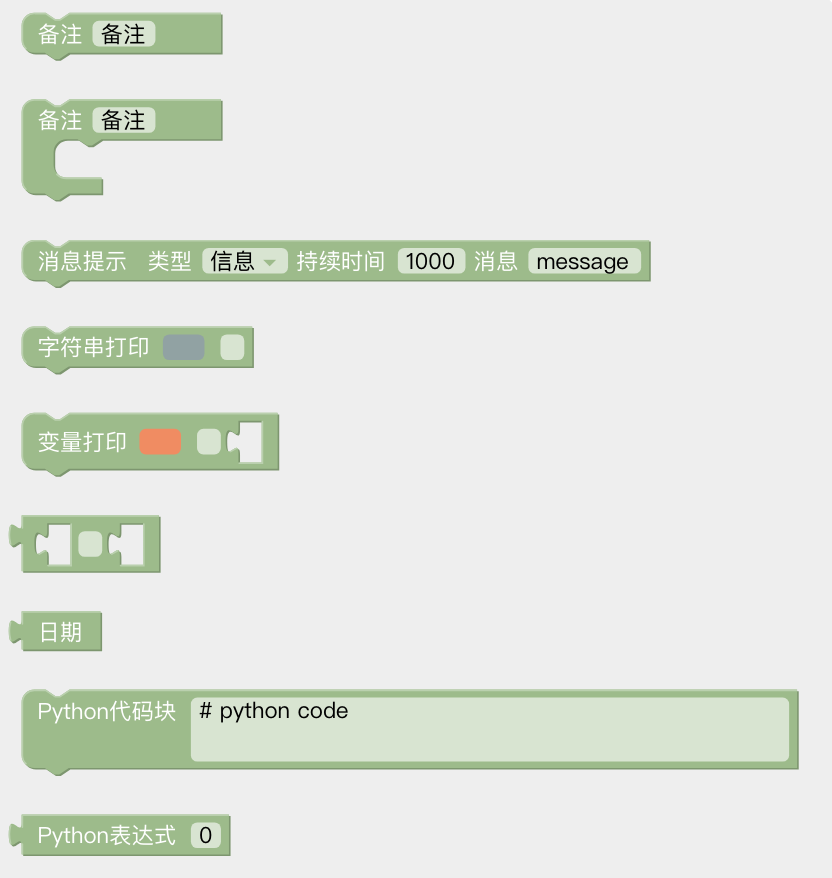 备注 备注
备注 备注
消息提示 类型 信息 持续时间 1000 消息 message
字符串打印
变量打印
日期
Python代码块 # python code
Python表达式 0